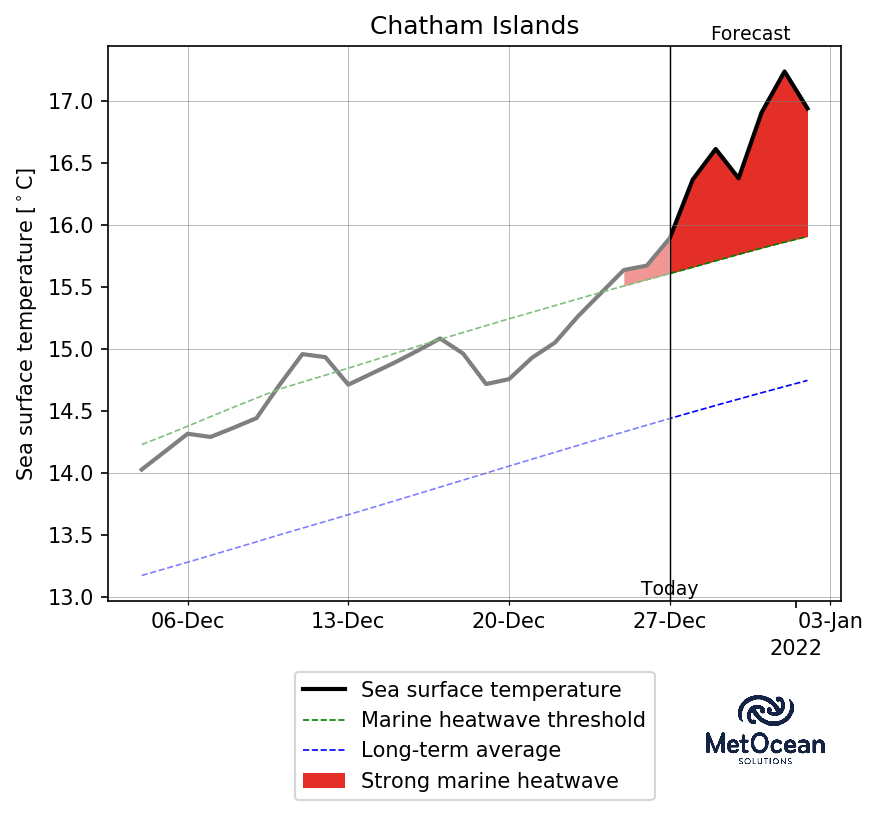 Chatham Islands
Forecast
17.0
16.5
16.0
15.5
15.0
14.5
14.0
13.5
13.0
Sea surface temperature [°C]
Today
06-Dec 13-Dec 20-Dec 27-Dec 03-Jan
2022
Sea surface temperature
Marine heatwave threshold
Long-term average
Strong marine heatwave
MetOcean
SOLUTIONS